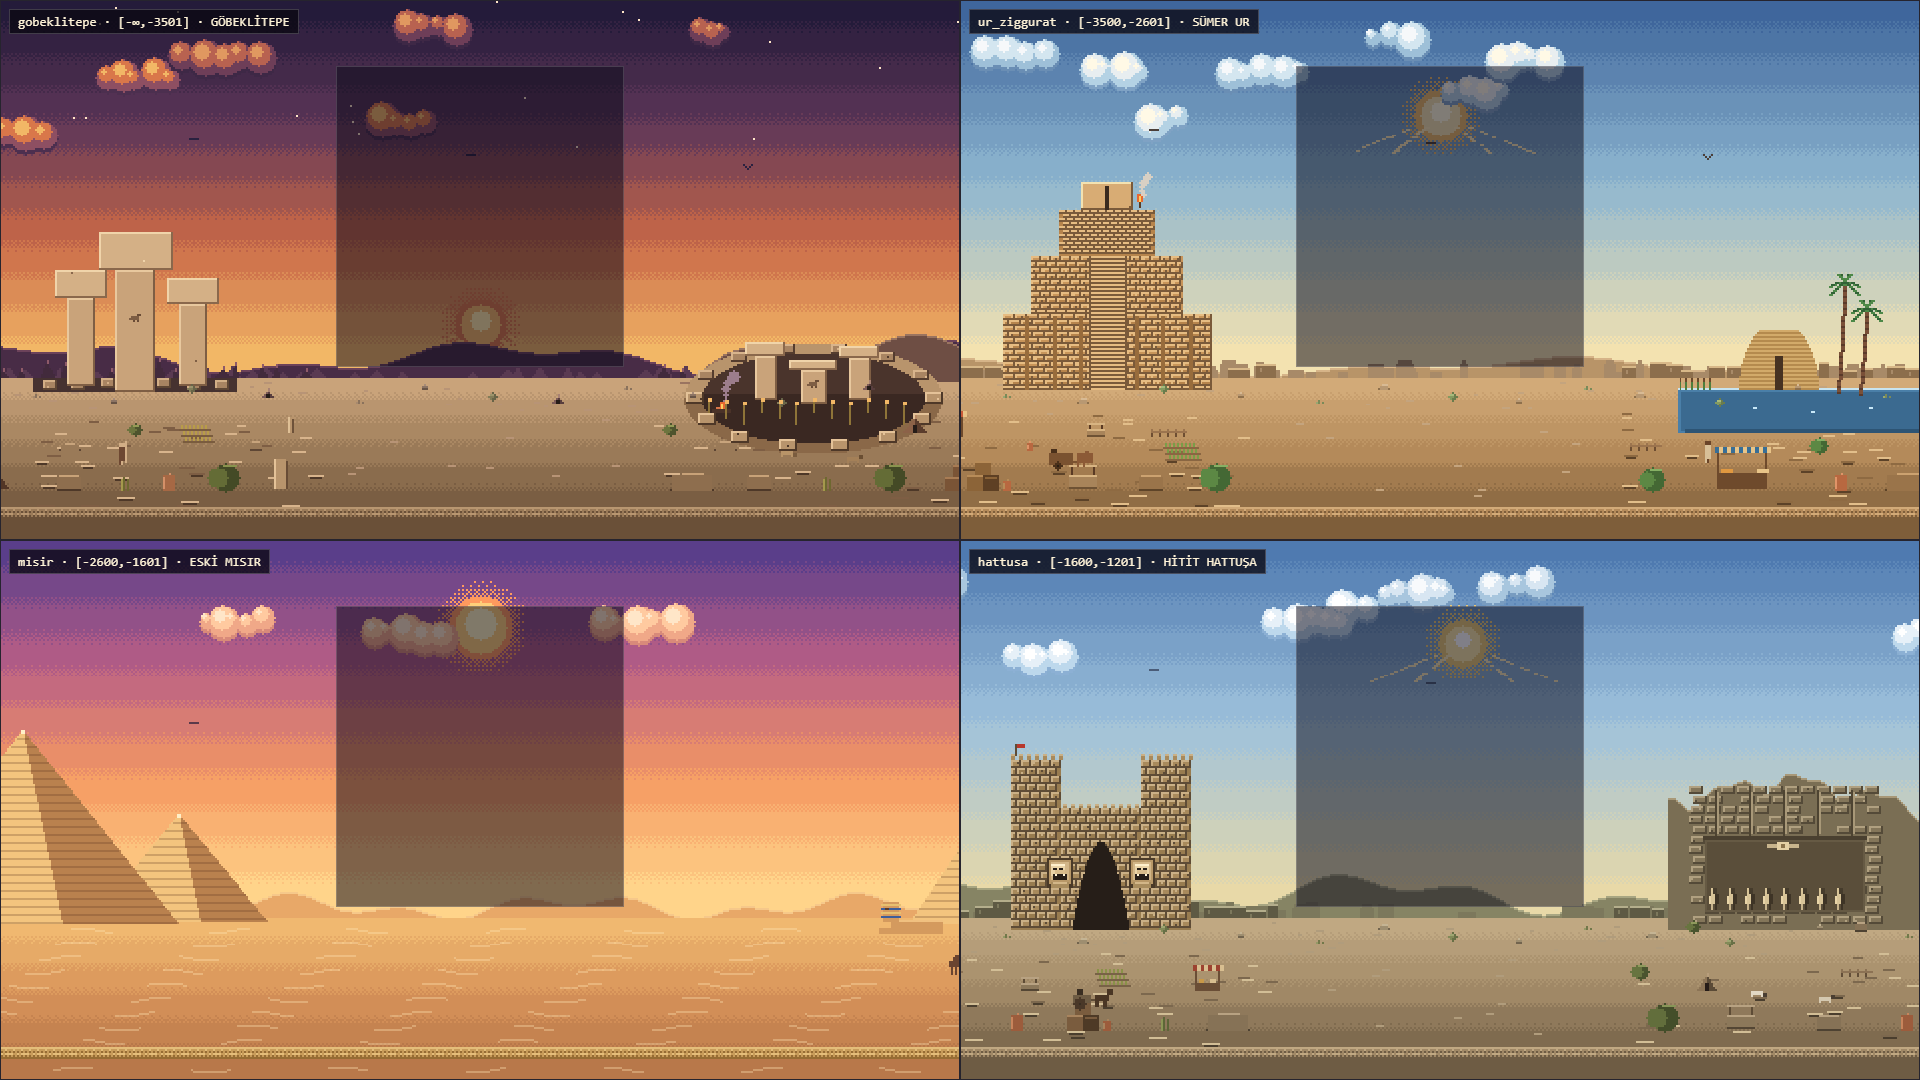 gobeklitepe · [-∞,-3501] · GÖBEKLİTEPE
ur_ziggurat · [-3500,-2601] · SÜMER UR
misir · [-2600,-1601] · ESKİ MISIR
hattusa · [-1600,-1201] · HİTİT HATTUŞA